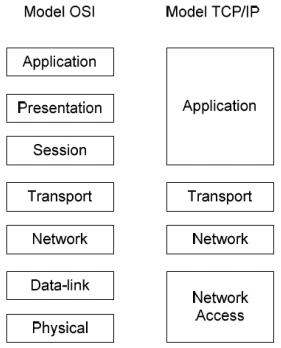 Model OSI
Model TCP/IP
Application
Presentation
Session
Transport
Network
Data-link
Physical
Application
Transport
Network
Network
Access